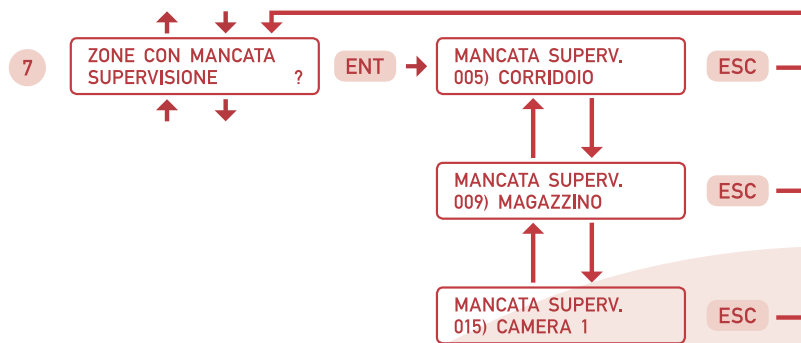 7
ZONE CON MANCATA
SUPERVISIONE ?
ENT
MANCATA SUPERV.
005) CORRIDOIO
ESC
MANCATA SUPERV.
009) MAGAZZINO
ESC
MANCATA SUPERV.
015) CAMERA 1
ESC